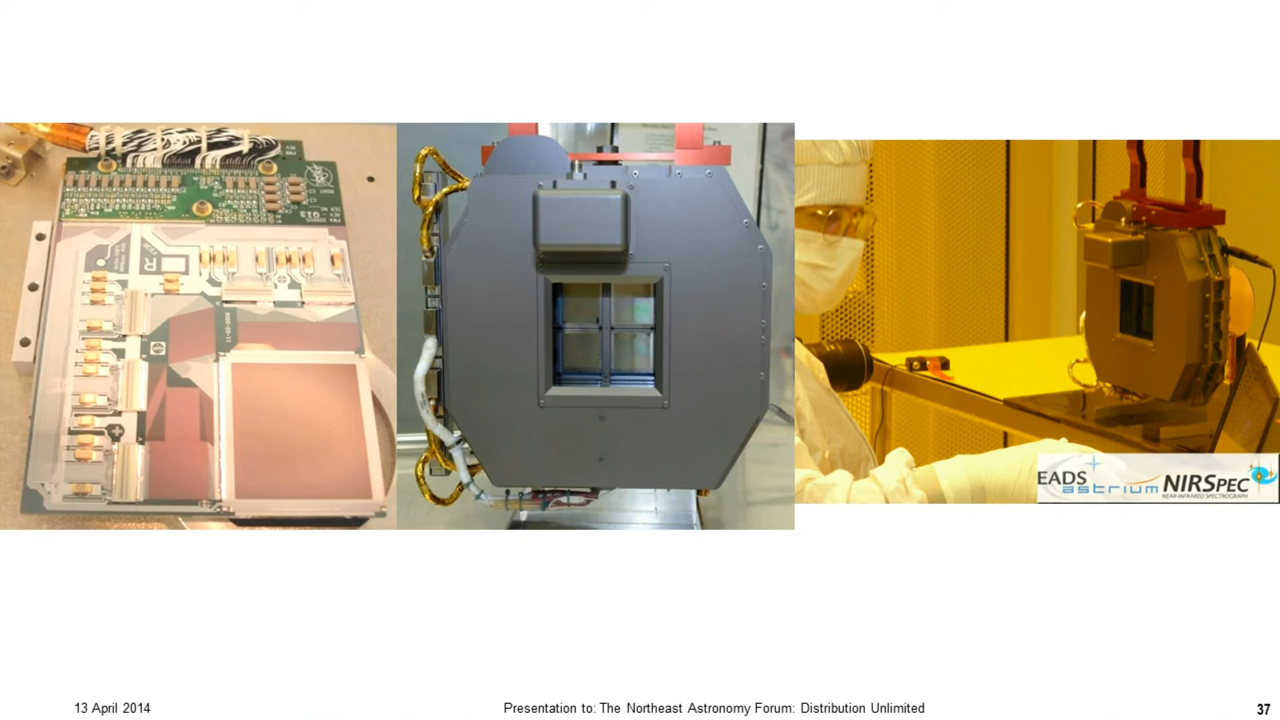 EADS
astrium
NIRSPEC
NEAR-INFRARED SPECTROGRAPH
13 April 2014
Presentation to: The Northeast Astronomy Forum: Distribution Unlimited
37